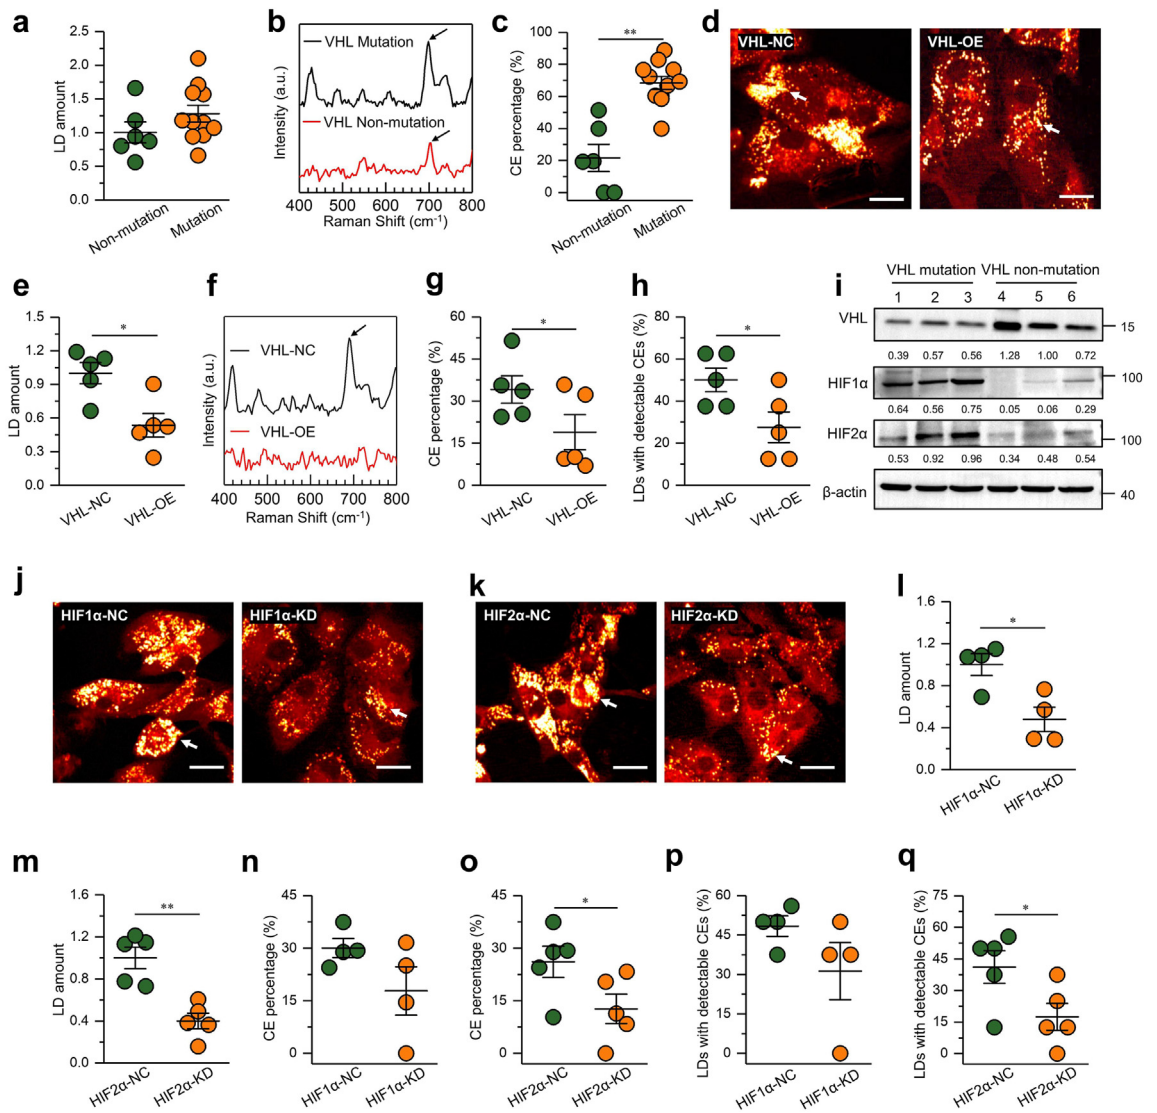 a
LD amount
2.5
2.0
1.5
1.0
0.5
0.0
Non-mutation
Mutation
b
Intensity (a.u.)
VHL Mutation
VHL Non-mutation
400 500 600 700 800
Raman Shift (cm-1)
c
CE percentage (%)
100
80
60
40
20
0
**
Non-mutation
Mutation
d
VHL-NC
VHL-OE
e
LD amount
1.5
1.2
0.9
0.6
0.3
0.0
*
VHL-NC
VHL-OE
f
Intensity (a.u.)
VHL-NC
VHL-OE
400 500 600 700 800
Raman Shift (cm-1)
g
CE percentage (%)
60
45
30
15
0
*
VHL-NC
VHL-OE
h
LDs with detectable CEs (%)
80
60
40
20
0
*
VHL-NC
VHL-OE
i
VHL mutation VHL non-mutation
1 2 3 4 5 6
VHL
15
0.39 0.57 0.56 1.28 1.00 0.72
HIF1α
100
0.64 0.56 0.75 0.05 0.06 0.29
HIF2α
100
0.53 0.92 0.96 0.34 0.48 0.54
β-actin
40
j
HIF1α-NC
HIF1α-KD
k
HIF2α-NC
HIF2α-KD
l
LD amount
1.6
1.2
0.8
0.4
0.0
*
HIF1α-NC
HIF1α-KD
m
LD amount
1.6
1.2
0.8
0.4
0.0
**
HIF2α-NC
HIF2α-KD
n
CE percentage (%)
45
30
15
0
HIF1α-NC
HIF1α-KD
o
CE percentage (%)
45
30
15
0
*
HIF2α-NC
HIF2α-KD
p
LDs with detectable CEs (%)
60
45
30
15
0
HIF1α-NC
HIF1α-KD
q
LDs with detectable CEs (%)
75
60
45
30
15
0
*
HIF2α-NC
HIF2α-KD